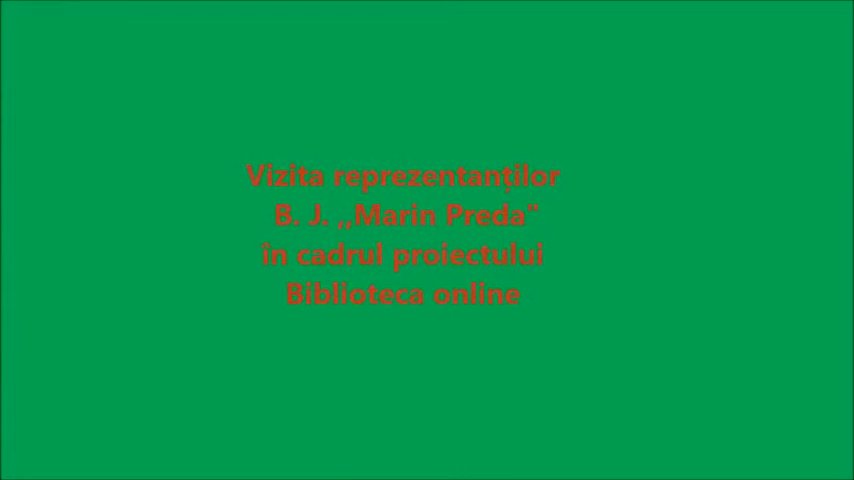 Vizita reprezentanților
B. J. ,,Marin Preda"
în cadrul proiectului
Biblioteca online